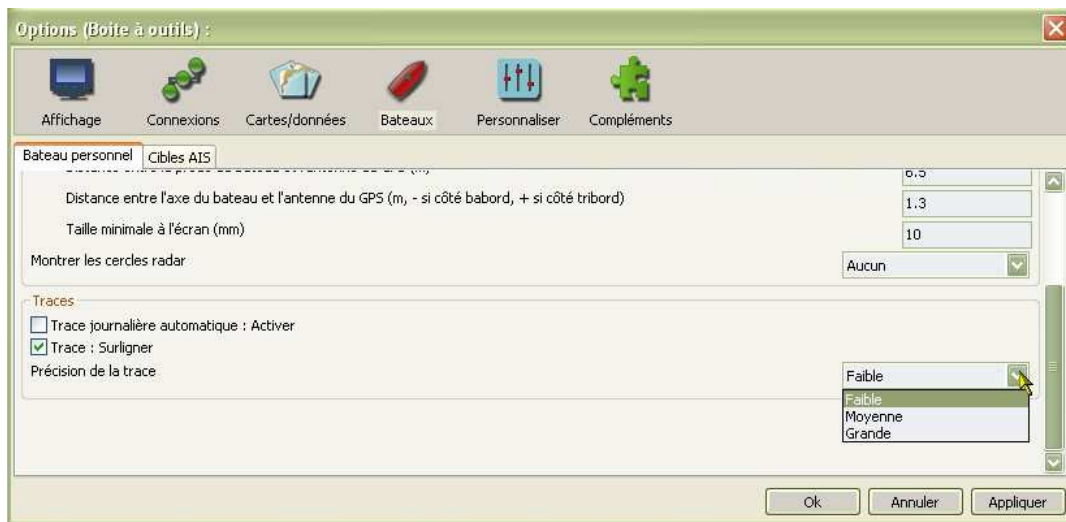 Options (Boite à outils) :
Affichage
Connexions
Cartes/données
Bateaux
Personnaliser
Compléments
Bateau personnel
Cibles AIS
6.5
Distance entre l'axe du bateau et l'antenne du GPS (m, - si côté babord, + si côté tribord)
1.3
Taille minimale à l'écran (mm)
10
Montrer les cercles radar
Aucun
Traces
Trace journalière automatique : Activer
Trace : Surligner
Précision de la trace
Faible
Faible
Moyenne
Grande
Ok
Annuler
Appliquer